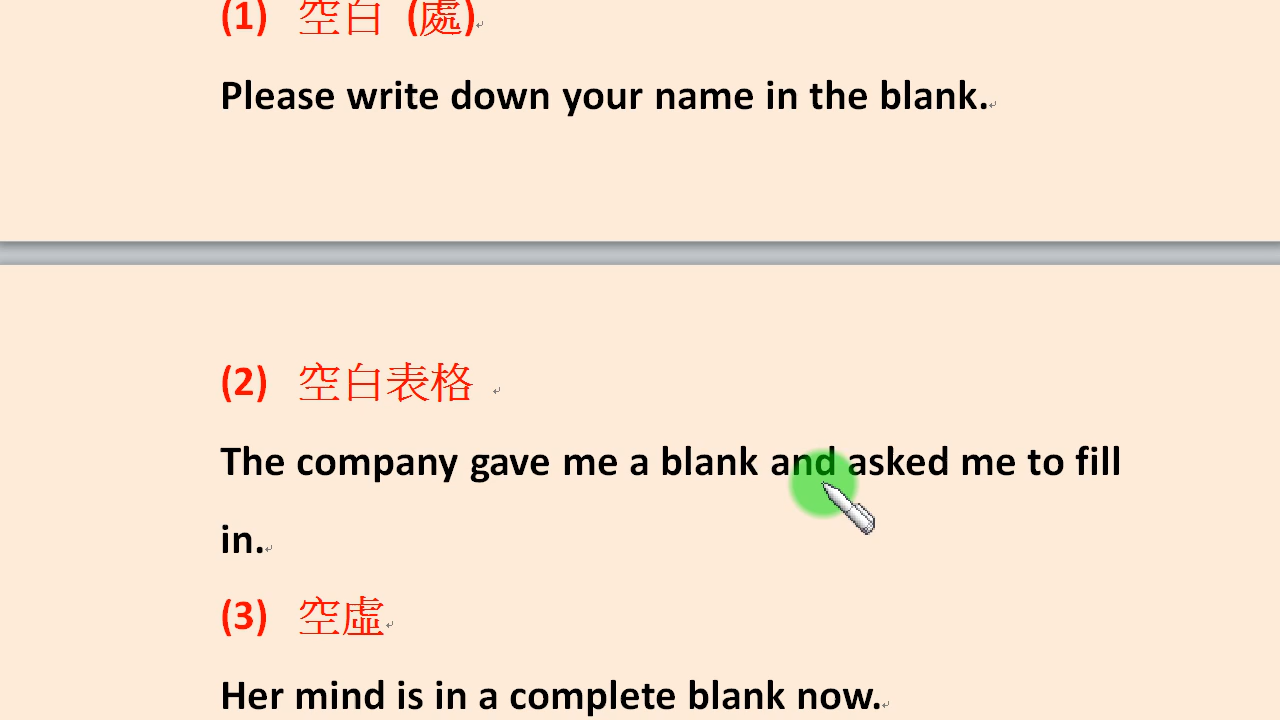 (1) 空白 (處)
Please write down your name in the blank.
(2) 空白表格
The company gave me a blank and asked me to fill
in.
(3) 空虛
Her mind is in a complete blank now.